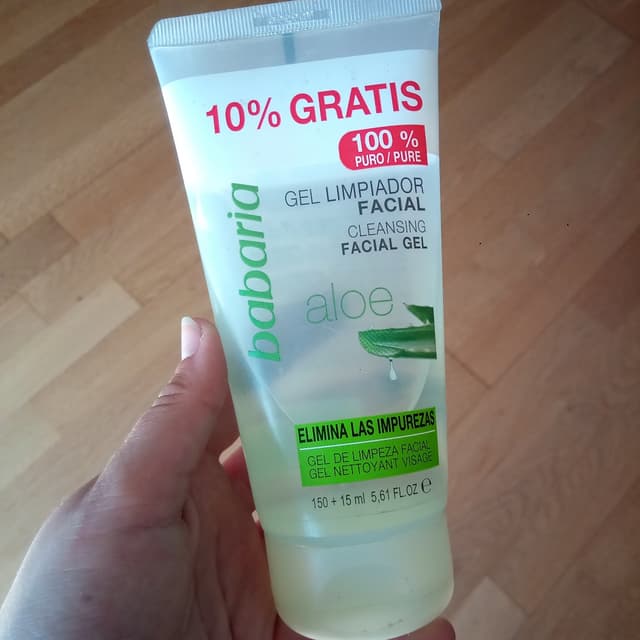 10% GRATIS
100 %
PURO / PURE
GEL LIMPIADOR
FACIAL
CLEANSING
FACIAL GEL
babaria
aloe
ELIMINA LAS IMPUREZAS
GEL DE LIMPEZA FACIAL
GEL NETTOYANT VISAGE
150 + 15 ml 5,61 FL.OZ ℮